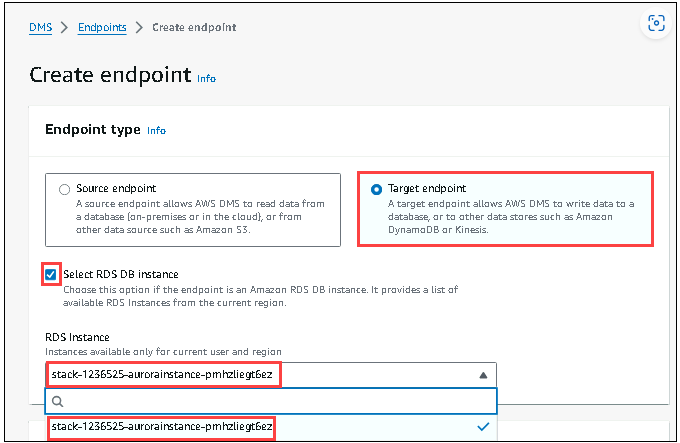 DMS > Endpoints > Create endpoint
Create endpoint Info
Endpoint type Info
Source endpoint
A source endpoint allows AWS DMS to read data from
a database (on-premises or in the cloud), or from
other data source such as Amazon S3.
Target endpoint
A target endpoint allows AWS DMS to write data to a
database, or to other data stores such as Amazon
DynamoDB or Kinesis.
Select RDS DB instance
Choose this option if the endpoint is an Amazon RDS DB instance. It provides a list of
available RDS Instances from the current region.
RDS Instance
Instances available only for current user and region
stack-1236525-aurorainstance-pmhzliegt6ez
stack-1236525-aurorainstance-pmhzliegt6ez